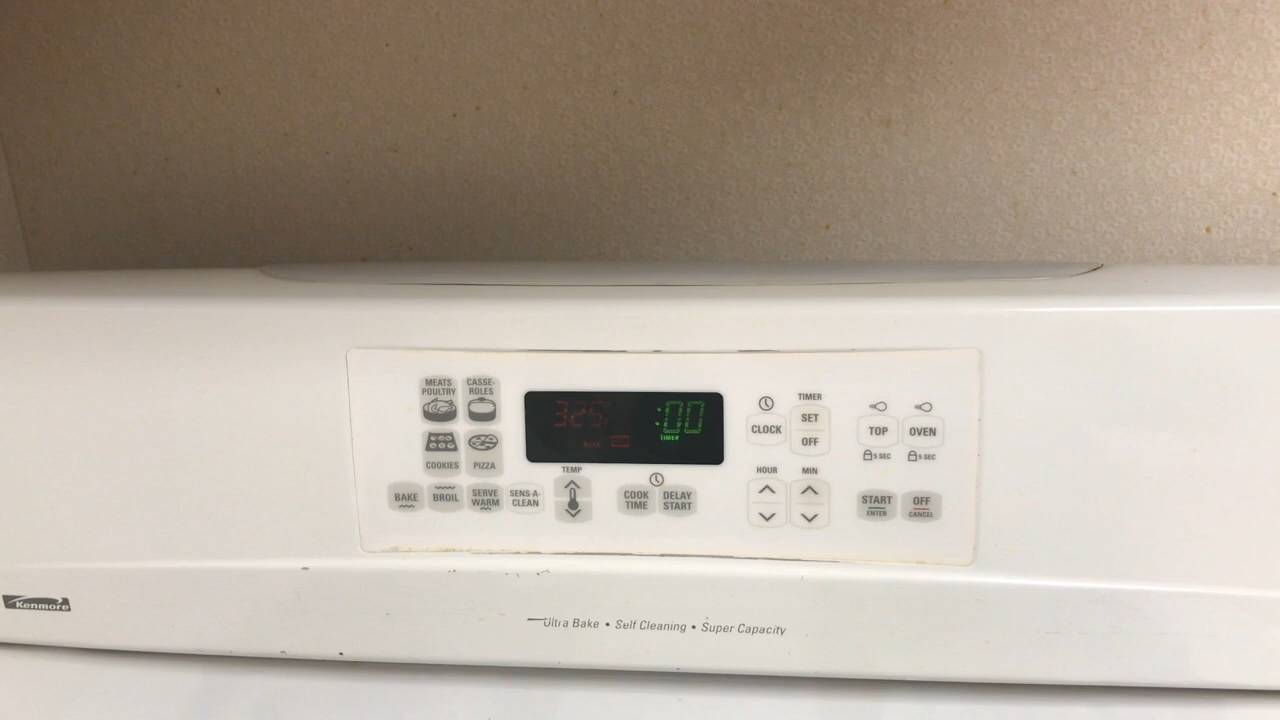 MEATS
POULTRY
CASSE-
ROLES
COOKIES
PIZZA
BAKE
BROIL
SERVE
WARM
SENS-A-
CLEAN
325
BAKE
:00
TIMER
TEMP
COOK
TIME
DELAY
START
CLOCK
TIMER
SET
OFF
HOUR
MIN
TOP
OVEN
5 SEC
5 SEC
START
ENTER
OFF
CANCEL
Kenmore
Ultra Bake • Self Cleaning • Super Capacity